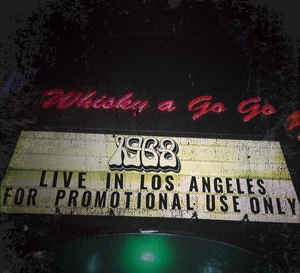 Whisky a Go Go
1968
LIVE IN LOS ANGELES
FOR PROMOTIONAL USE ONLY